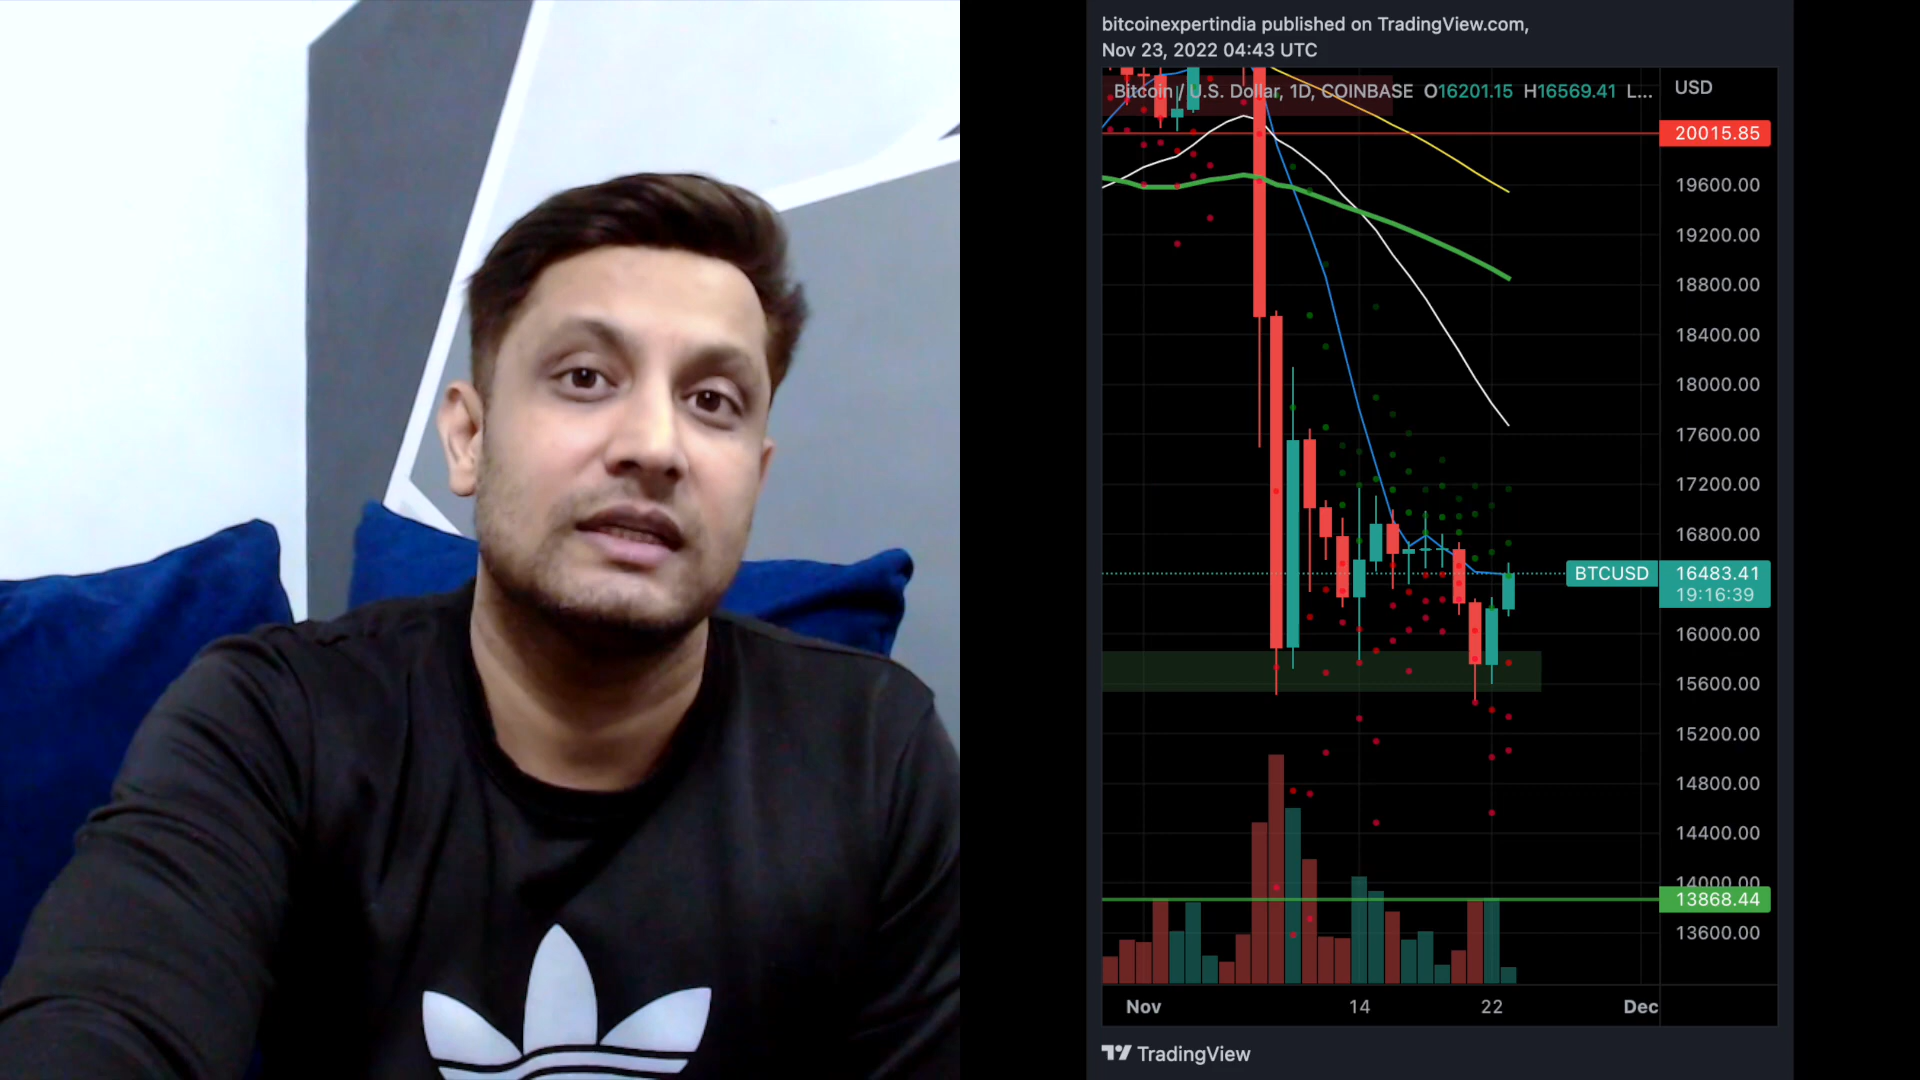 bitcoinexpertindia published on TradingView.com,
Nov 23, 2022 04:43 UTC
Bitcoin / U.S. Dollar, 1D, COINBASE O16201.15 H16569.41 L...
USD
20015.85
19600.00
19200.00
18800.00
18400.00
18000.00
17600.00
17200.00
16800.00
BTCUSD 16483.41
19:16:39
16000.00
15600.00
15200.00
14800.00
14400.00
14000.00
13868.44
13600.00
Nov 14 22 Dec
TradingView